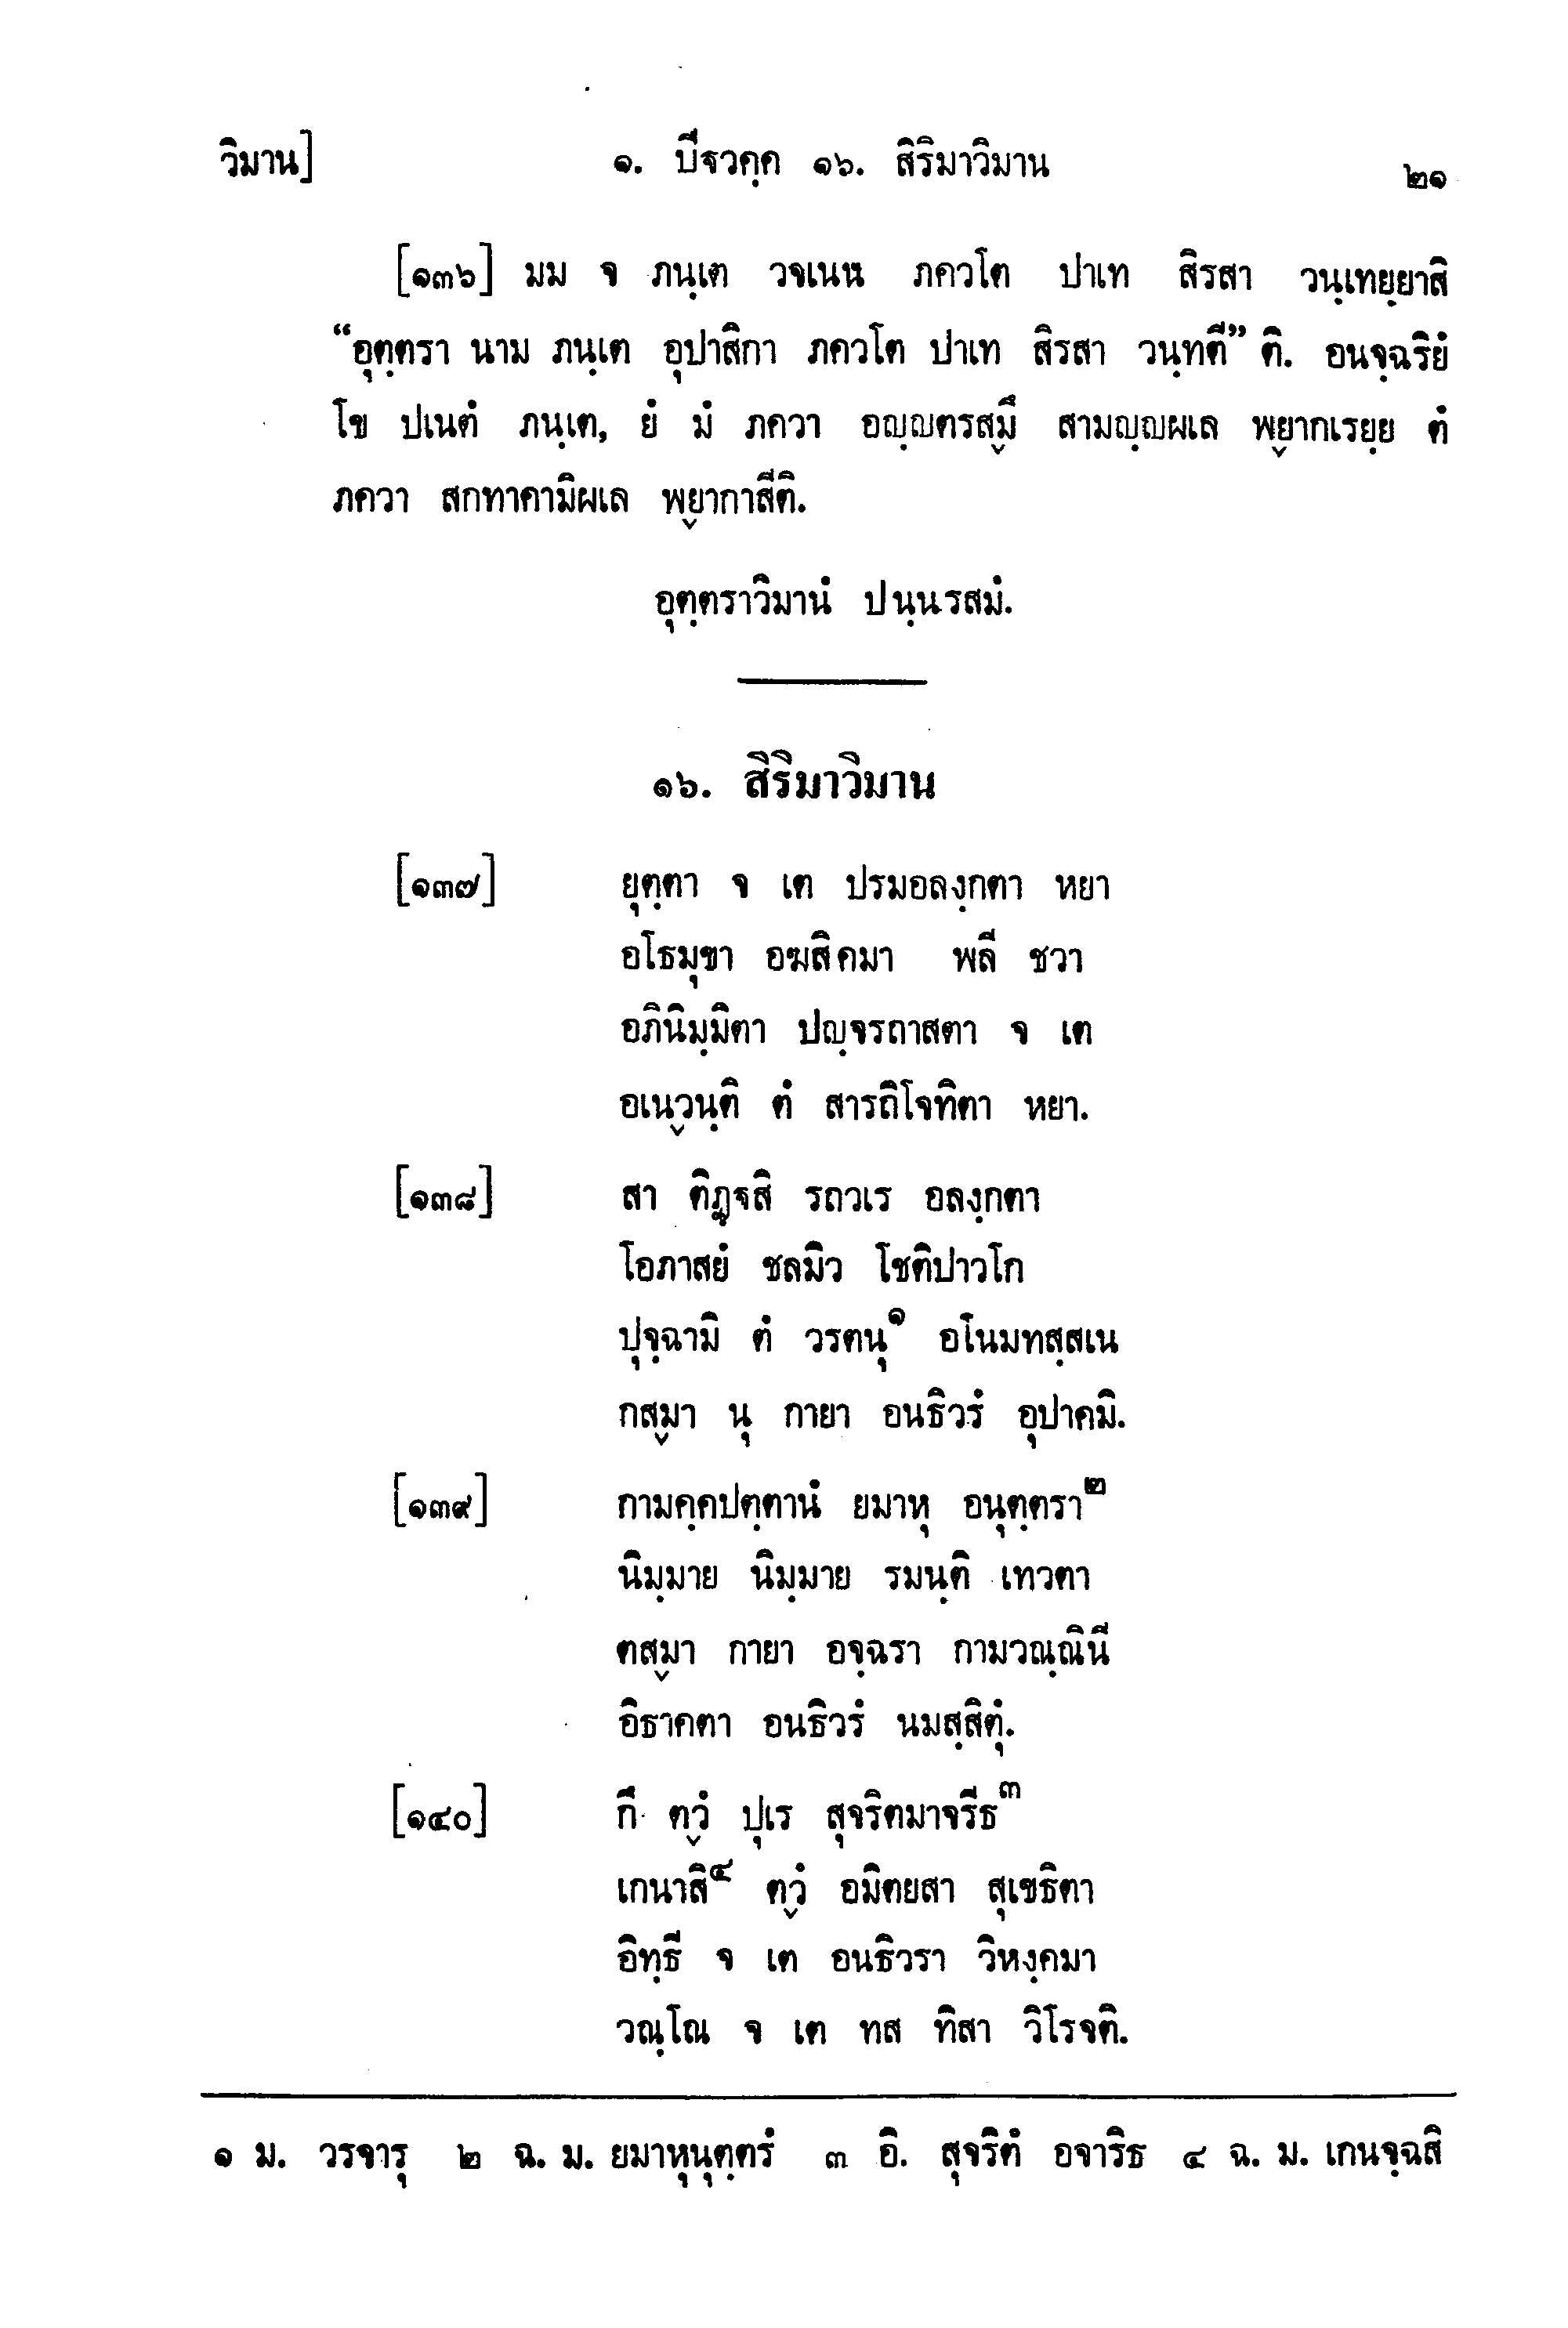 วิมาน] ๑. ปีฐวคฺค ๑๖. สิริมาวิมาน ๒๑
[๑๓๖] มม จ ภนฺเต วจเนน ภควโต ปาเท สิรสา วนฺเทยฺยาสิ
“อุตฺตรา นาม ภนฺเต อุปาสิกา ภควโต ปาเท สิรสา วนฺทตี” ติ. อนจฺฉริยํ
โข ปเนตํ ภนฺเต, ยํ มํ ภควา อญฺญตรสฺมึ สามญฺญผเล พฺยากเรยฺย ตํ
ภควา สกทาคามิผเล พฺยากาสีติ.
อุตฺตราวิมานํ ปนฺนรสมํ.
๑๖. สิริมาวิมาน
[๑๓๗] ยุตฺตา จ เต ปรมอลงฺกตา หยา
อโธมุขา อฆสิคมา พลี ชวา
อภินิมฺมิตา ปญฺจรถาสตา จ เต
อเนฺวนฺติ ตํ สารถิโจทิตา หยา.
[๑๓๘] สา ติฏฺฐสิ รถวเร อลงฺกตา
โอภาสยํ ชลมิว โชติปาวโก
ปุจฺฉามิ ตํ วรตนุ๑ อโนมทสฺสเน
กสฺมา นุ กายา อนธิวรํ อุปาคมิ.
[๑๓๙] กามคฺคปตฺตานํ ยมาหุ อนุตฺตรา๒
นิมฺมาย นิมฺมาย รมนฺติ เทวตา
ตสฺมา กายา อจฺฉรา กามวณฺณินี
อิธาคตา อนธิวรํ นมสฺสิตุํ.
[๑๔๐] กึ ตฺวํ ปุเร สุจริตมาจรีธ๓
เกนาสิ๔ ตฺวํ อมิตยสา สุเขธิตา
อิทฺธี จ เต อนธิวรา วิหงฺคมา
วณฺโณ จ เต ทส ทิสา วิโรจติ.
๑ ม. วรจารุ ๒ ฉ. ม. ยมาหุนุตฺตรํ ๓ อิ. สุจริตํ อจาริธ ๔ ฉ. ม. เกนจฺฉสิ